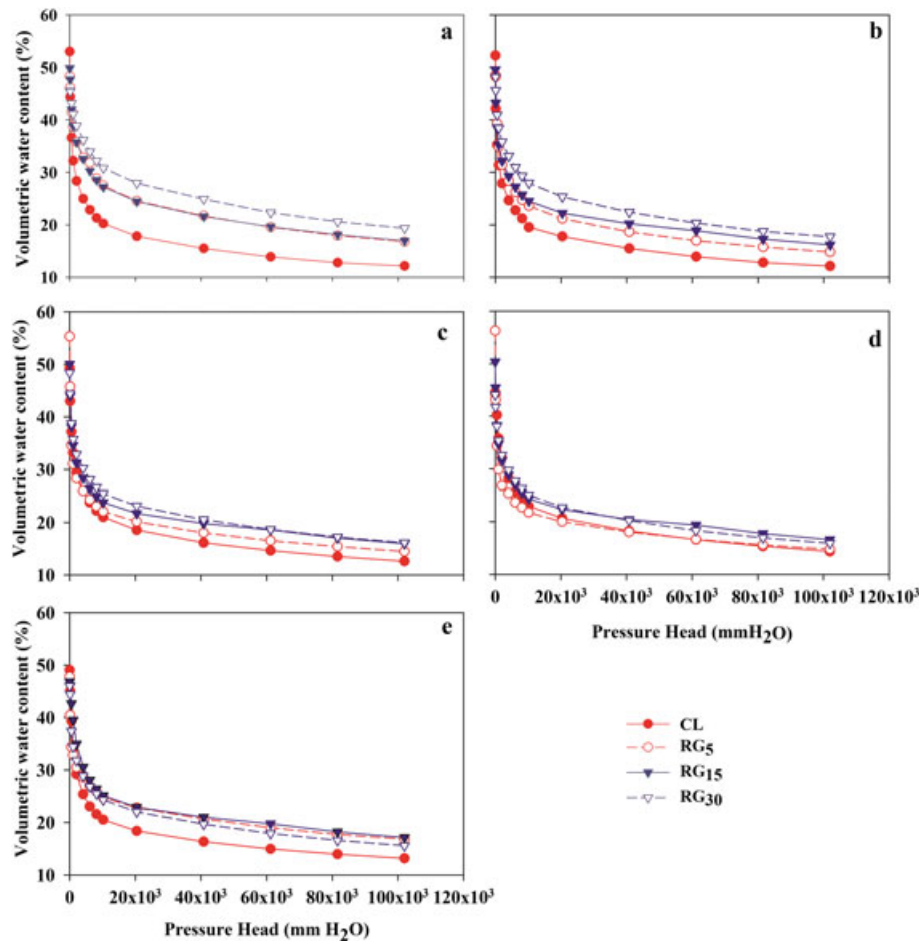 60
50
40
30
20
10
Volumetric water content (%)
a
b
60
50
40
30
20
10
Volumetric water content (%)
c
d
0 20x10³ 40x10³ 60x10³ 80x10³ 100x10³ 120x10³
Pressure Head (mmH₂O)
60
50
40
30
20
10
Volumetric water content (%)
e
0 20x10³ 40x10³ 60x10³ 80x10³ 100x10³ 120x10³
Pressure Head (mm H₂O)
CL
RG₅
RG₁₅
RG₃₀